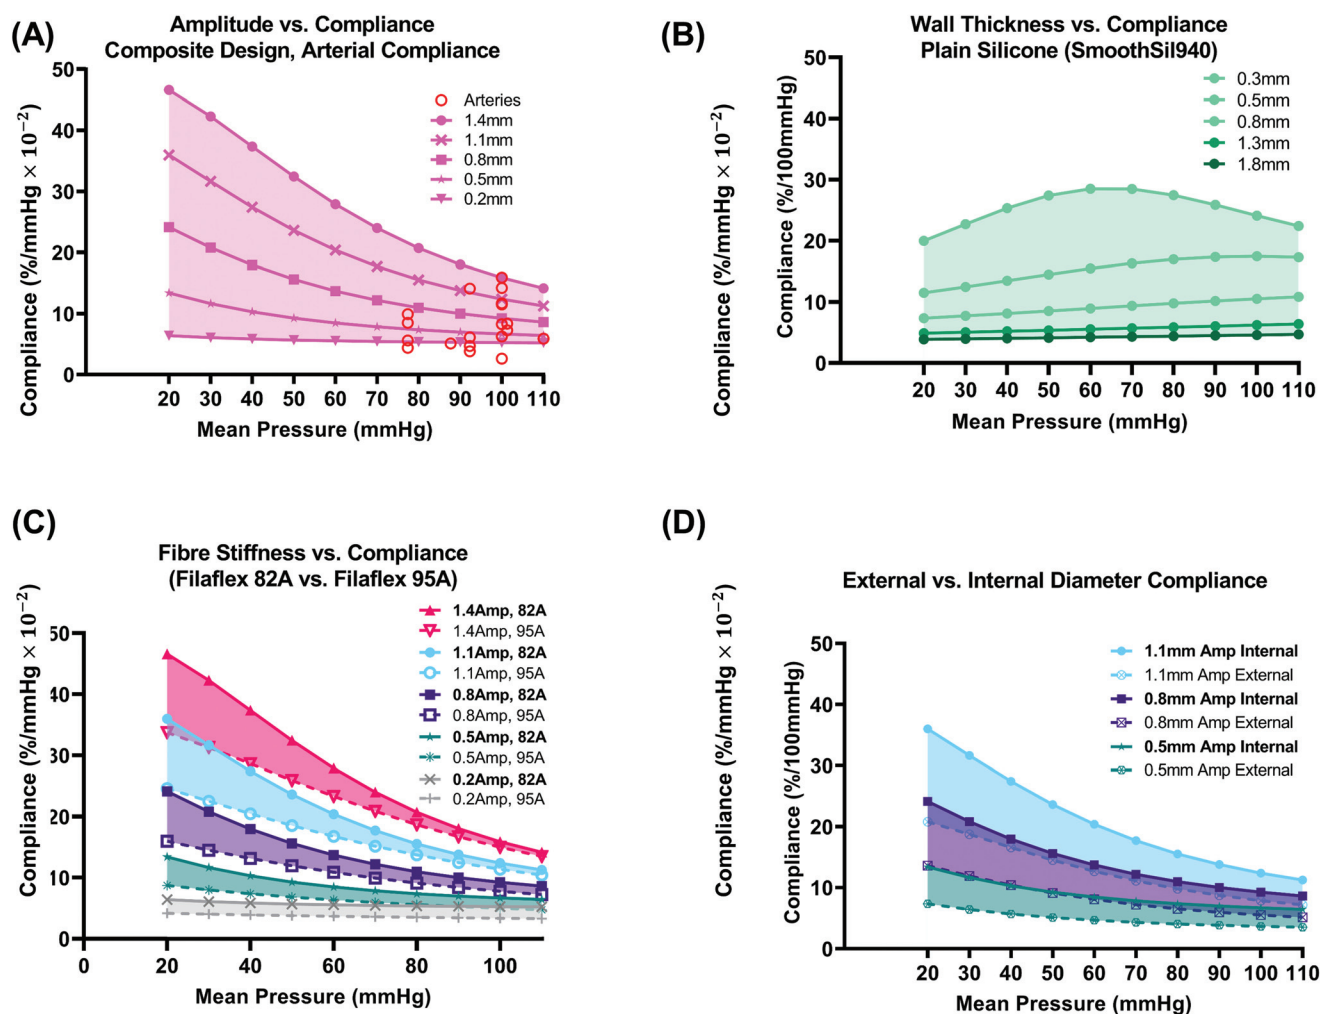 (A)
Amplitude vs. Compliance
Composite Design, Arterial Compliance
Compliance (%/mmHg × 10⁻²)
50
40
30
20
10
0
Arteries
1.4mm
1.1mm
0.8mm
0.5mm
0.2mm
20 30 40 50 60 70 80 90 100 110
Mean Pressure (mmHg)
(B)
Wall Thickness vs. Compliance
Plain Silicone (SmoothSil940)
Compliance (%/mmHg × 10⁻²)
Compliance (%/100mmHg)
50
40
30
20
10
0
0.3mm
0.5mm
0.8mm
1.3mm
1.8mm
20 30 40 50 60 70 80 90 100 110
Mean Pressure (mmHg)
(C)
Fibre Stiffness vs. Compliance
(Filaflex 82A vs. Filaflex 95A)
Compliance (%/mmHg × 10⁻²)
50
40
30
20
10
0
1.4Amp, 82A
1.4Amp, 95A
1.1Amp, 82A
1.1Amp, 95A
0.8Amp, 82A
0.8Amp, 95A
0.5Amp, 82A
0.5Amp, 95A
0.2Amp, 82A
0.2Amp, 95A
0 20 40 60 80 100
Mean Pressure (mmHg)
(D)
External vs. Internal Diameter Compliance
Compliance (%/mmHg × 10⁻²)
Compliance (%/100mmHg)
50
40
30
20
10
0
1.1mm Amp Internal
1.1mm Amp External
0.8mm Amp Internal
0.8mm Amp External
0.5mm Amp Internal
0.5mm Amp External
20 30 40 50 60 70 80 90 100 110
Mean Pressure (mmHg)